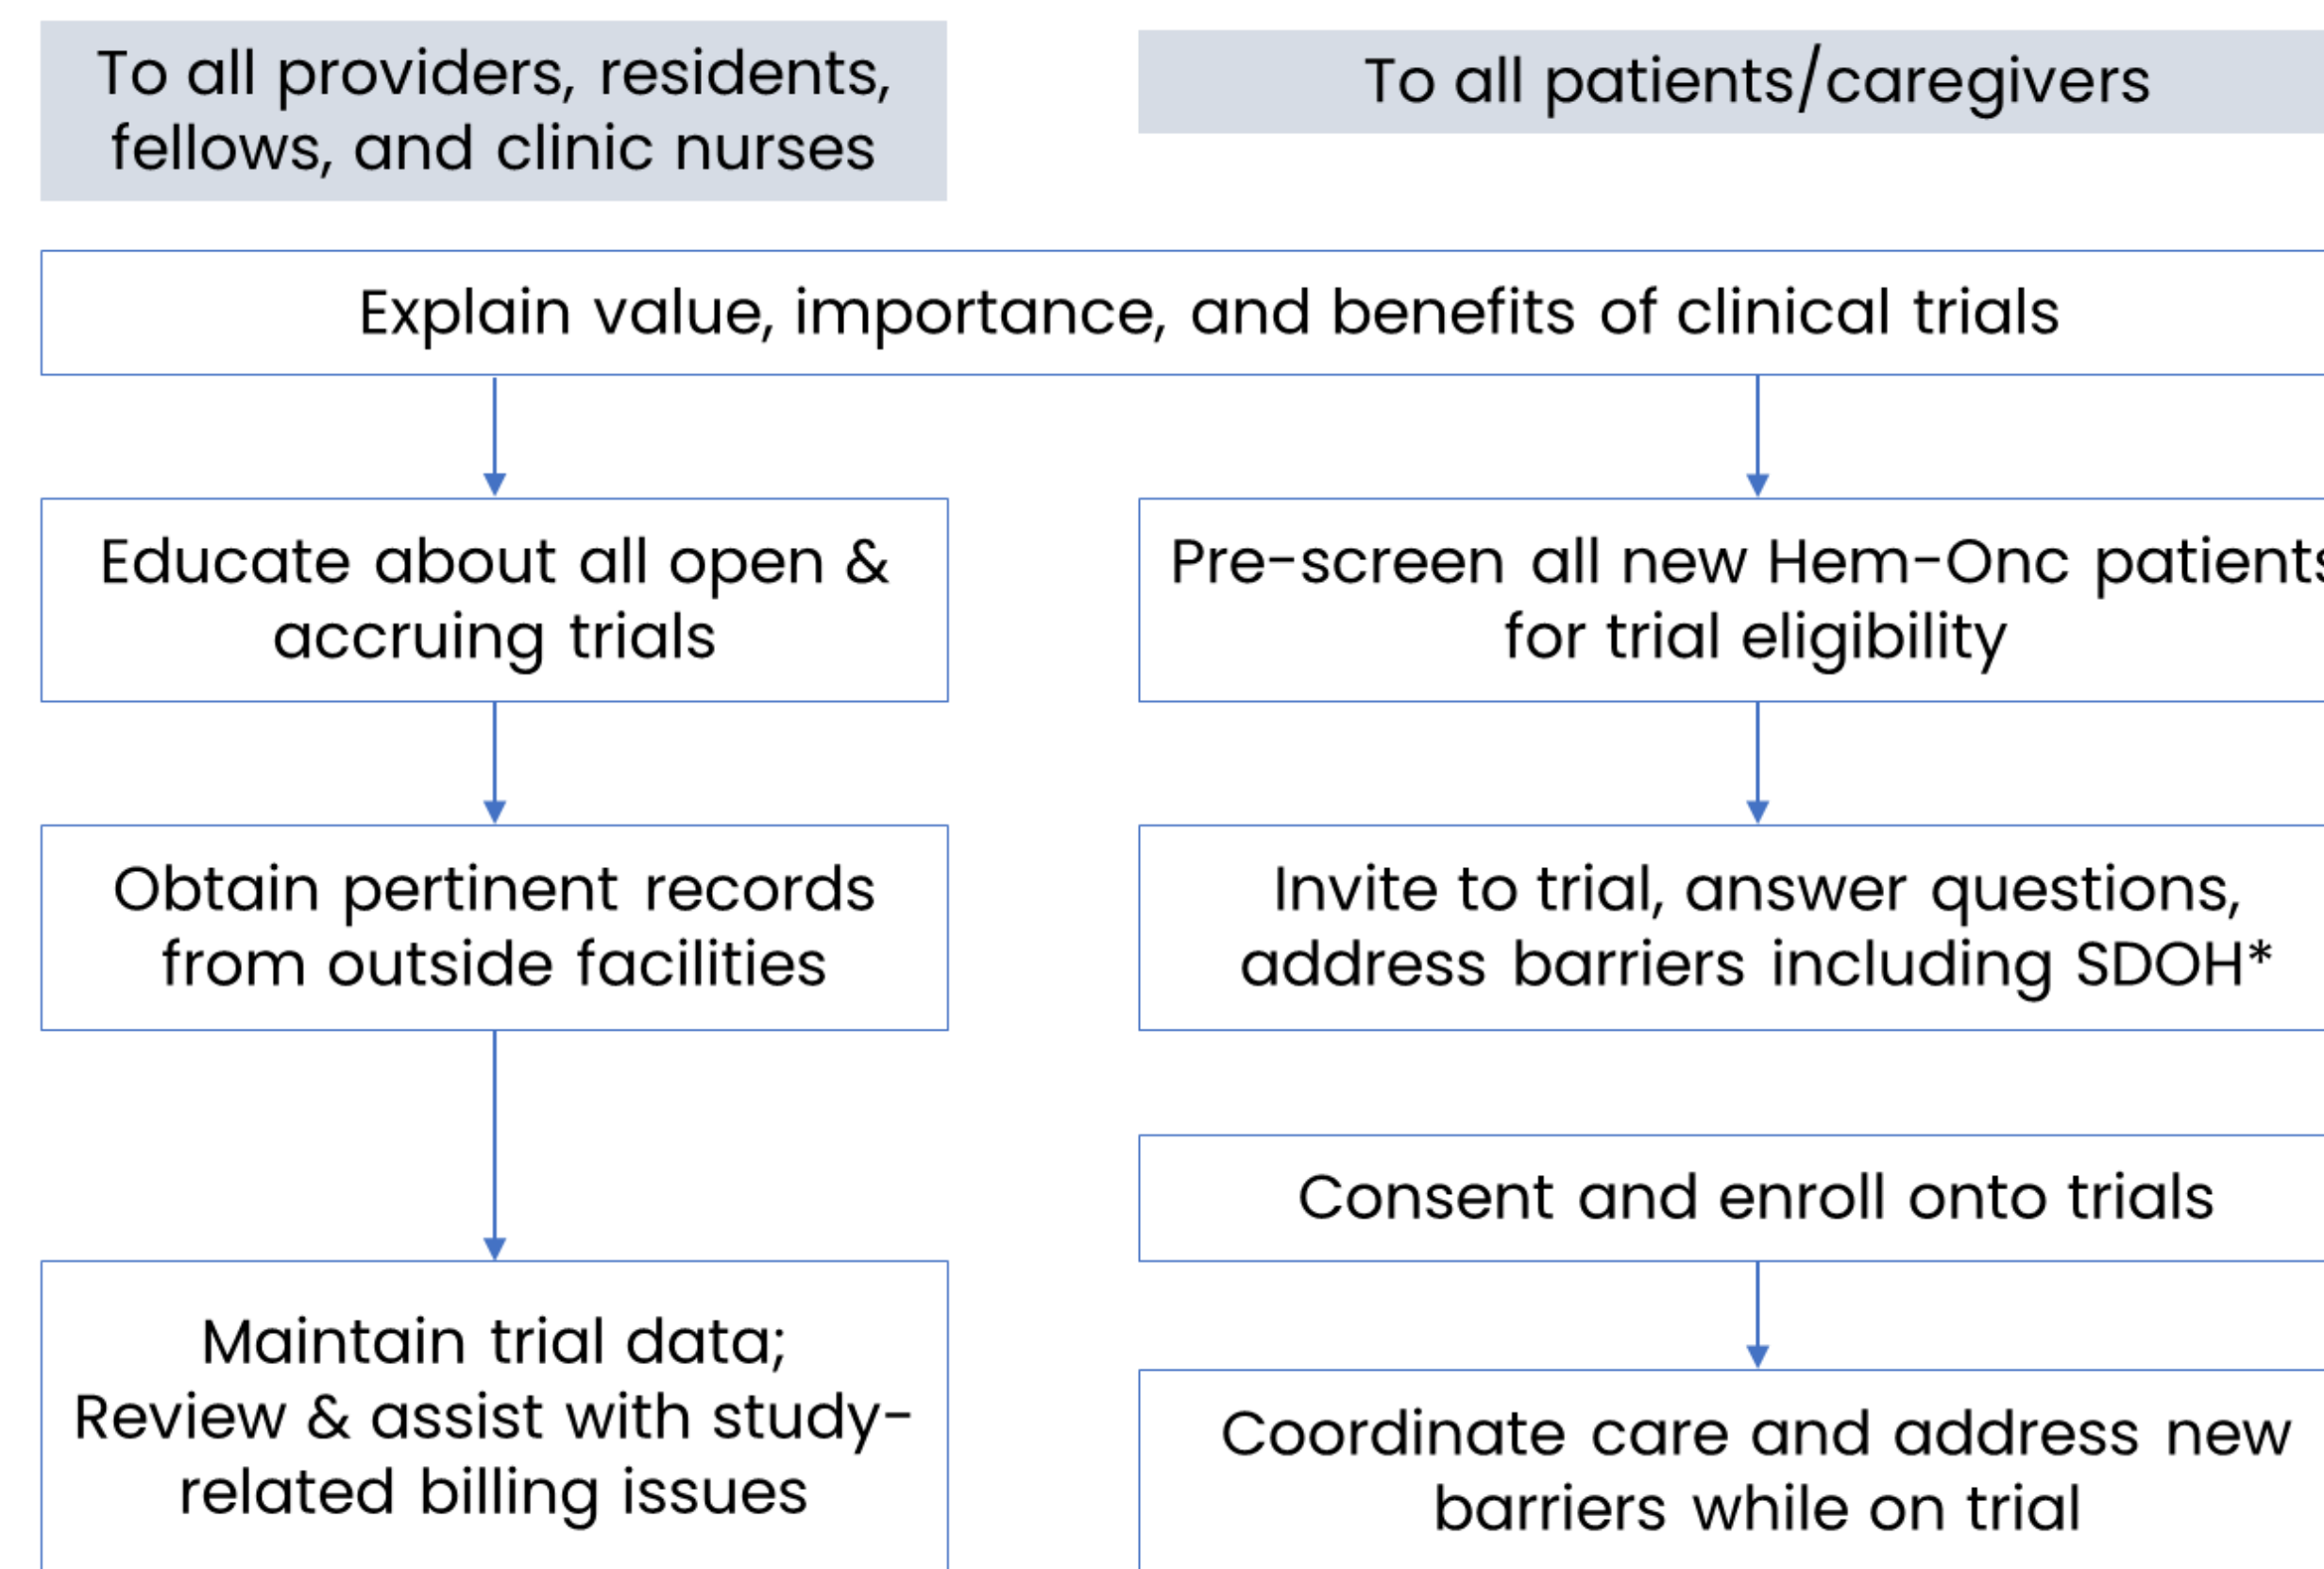 To all providers, residents,
fellows, and clinic nurses
To all patients/caregivers
Explain value, importance, and benefits of clinical trials
Educate about all open &
accruing trials
Pre-screen all new Hem-Onc patients
for trial eligibility
Obtain pertinent records
from outside facilities
Invite to trial, answer questions,
address barriers including SDOH*
Consent and enroll onto trials
Maintain trial data;
Review & assist with study-
related billing issues
Coordinate care and address new
barriers while on trial